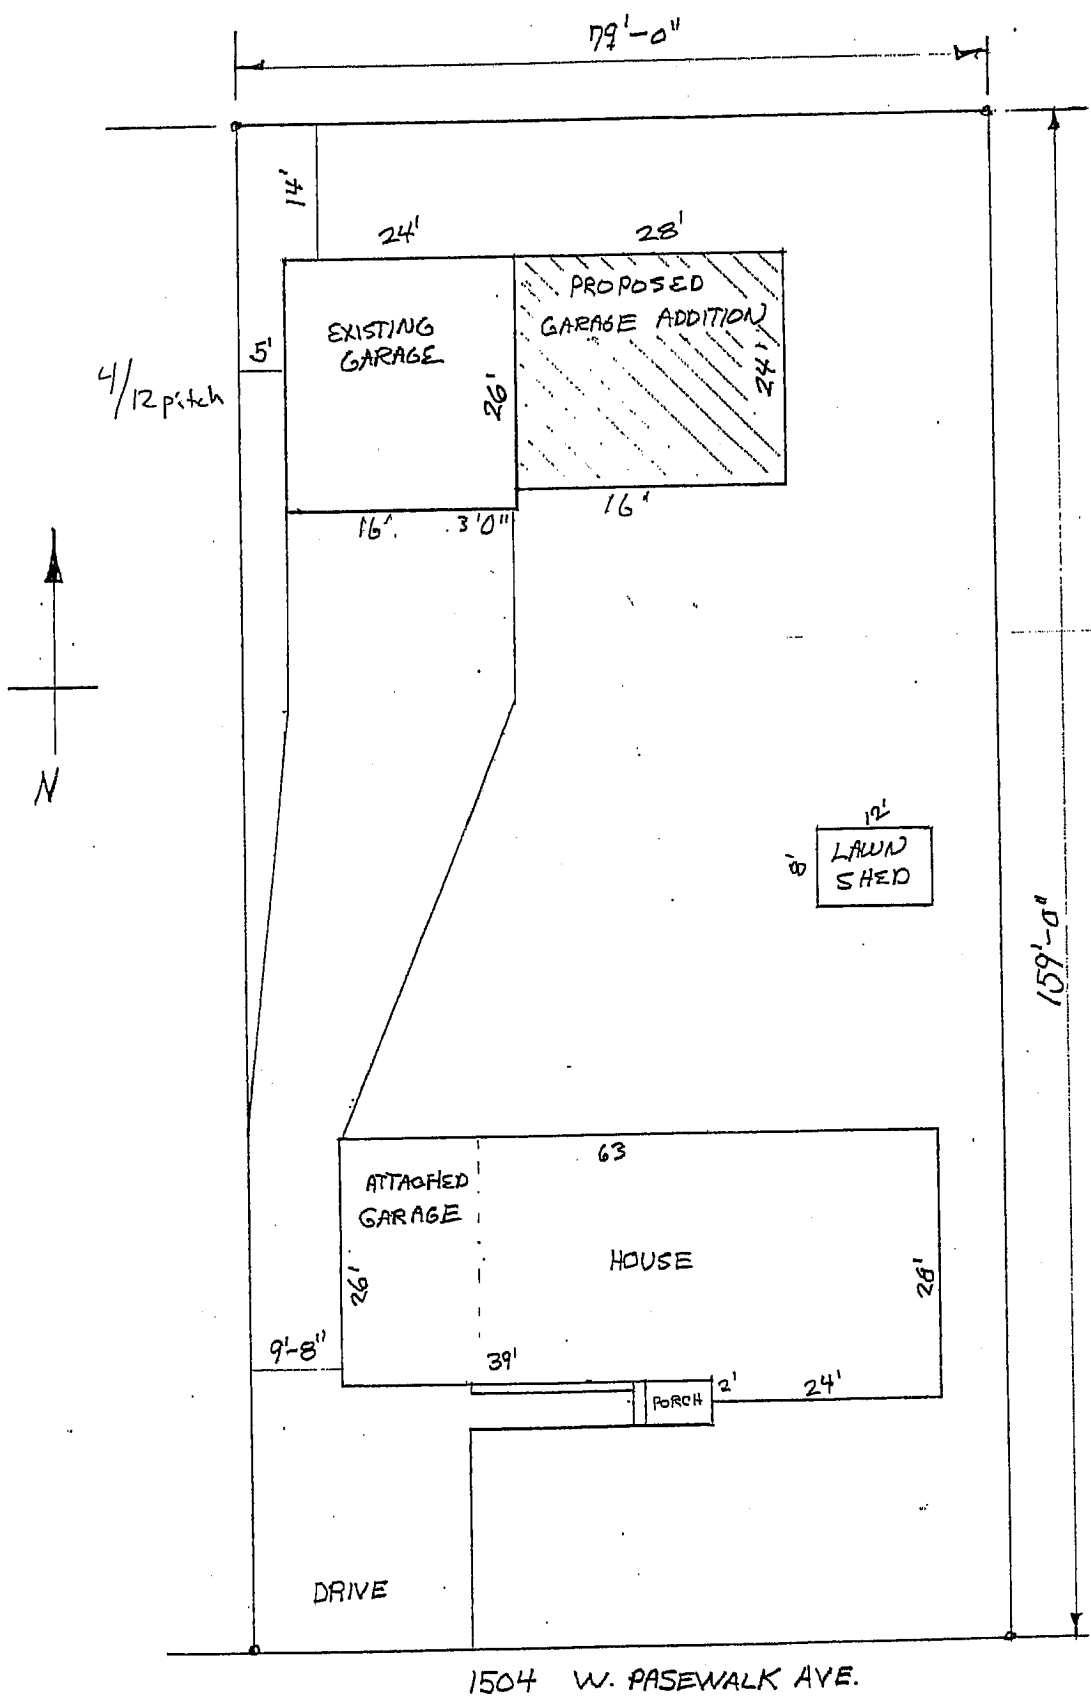 79'-0"
14'
24'
28'
EXISTING
GARAGE
PROPOSED
GARAGE ADDITION
5'
4/12 pitch
26'
24'
16'
3'0"
16'
N
12'
8'
LAWN
SHED
159'-0"
63
ATTACHED
GARAGE
HOUSE
26'
28'
9'-8"
39'
PORCH
2'
24'
DRIVE
1504 W. PASEWALK AVE.